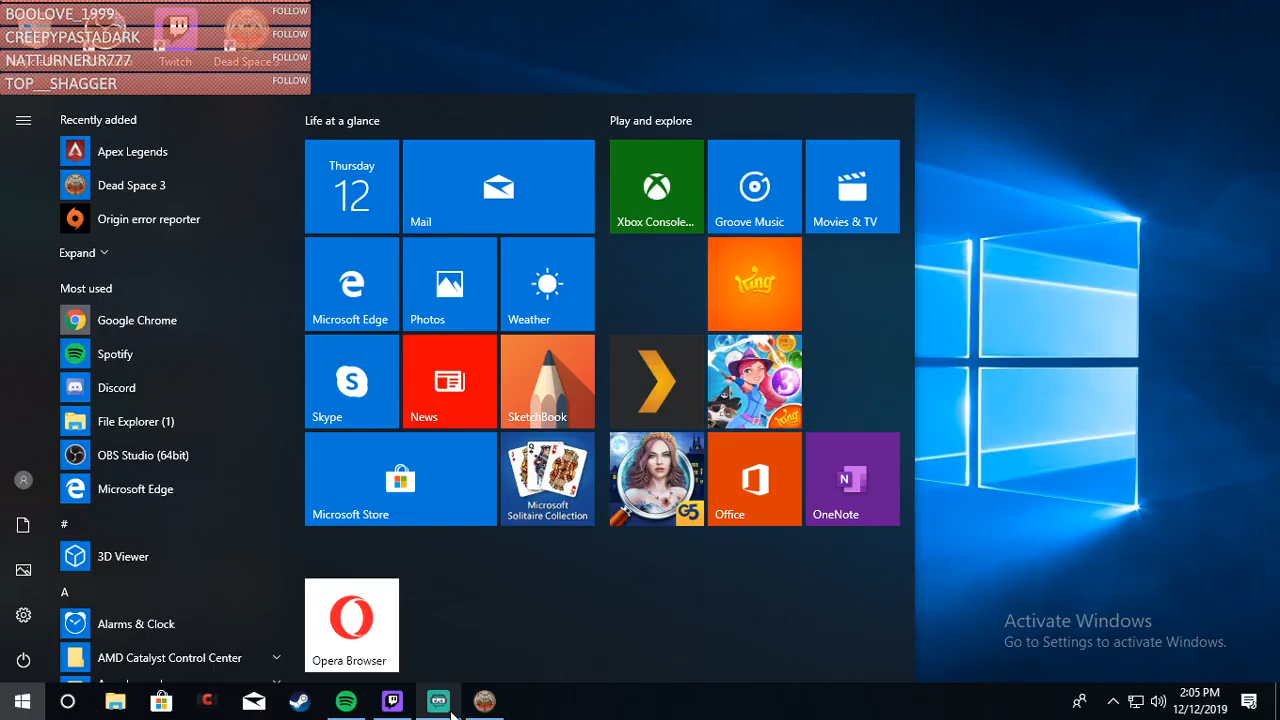 BOOLOVE_1999 FOLLOW
CREEPYPASTADARK FOLLOW
NATTURNERJR777 FOLLOW
Twitch
Dead Space
TOP__SHAGGER FOLLOW
Recently added
Apex Legends
Dead Space 3
Origin error reporter
Expand
Most used
Google Chrome
Spotify
Discord
File Explorer (1)
OBS Studio (64bit)
Microsoft Edge
#
3D Viewer
A
Alarms & Clock
AMD Catalyst Control Center
Life at a glance
Thursday
12
Mail
Microsoft Edge
Photos
Weather
Skype
News
SketchBook
Microsoft Store
Microsoft
Solitaire Collection
Opera Browser
Play and explore
Xbox Console...
Groove Music
Movies & TV
King
3
King
G5
Office
N
OneNote
Activate Windows
Go to Settings to activate Windows.
2:05 PM
12/12/2019